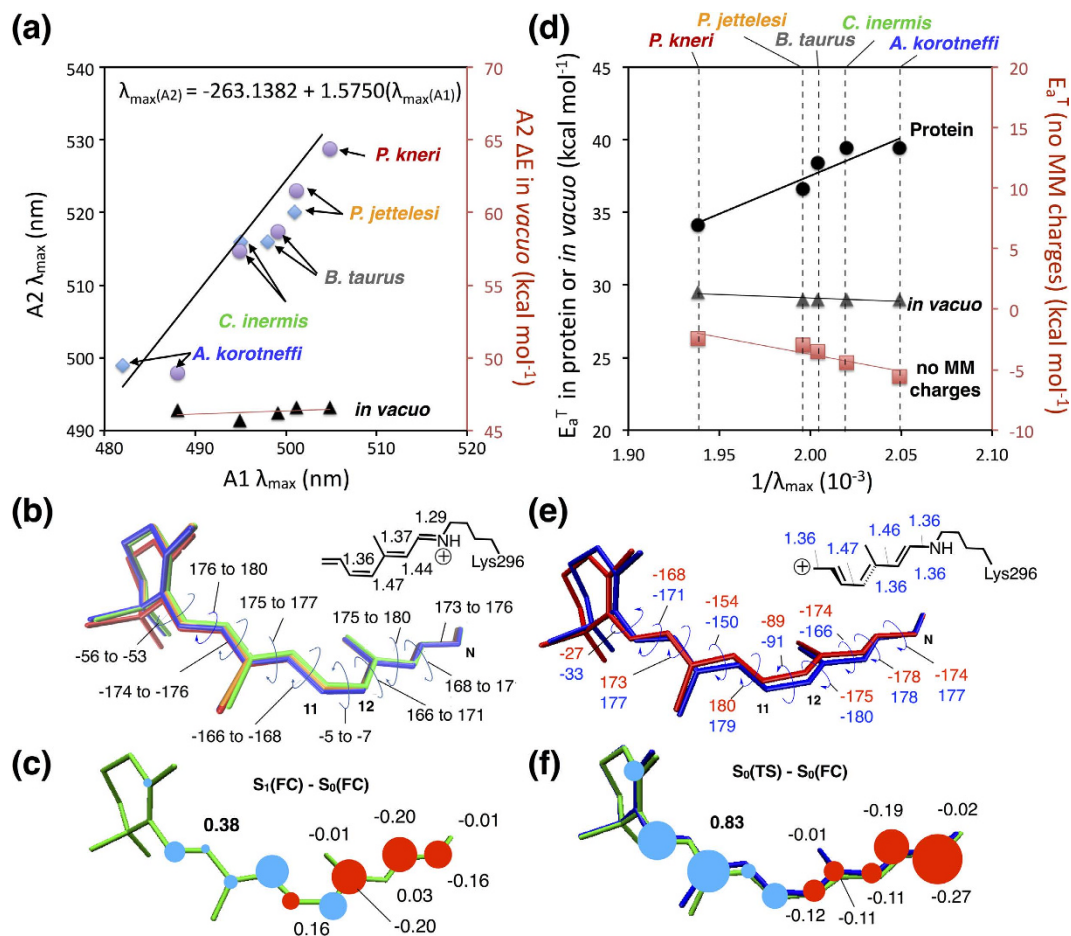 (a)
λmax(A2) = -263.1382 + 1.5750(λmax(A1))
540
530
520
510
500
490
A2 λmax (nm)
70
65
60
55
50
45
A2 ΔE in vacuo (kcal mol-1)
P. kneri
P. jettelesi
B. taurus
C. inermis
A. korotneffi
in vacuo
490
500
510
520
A1 λmax (nm)
(d)
P. kneri
P. jettelesi
B. taurus
C. inermis
A. korotneffi
45
40
35
30
25
20
EaT in protein or in vacuo (kcal mol-1)
20
15
10
5
0
-5
-10
EaT (no MM charges) (kcal mol-1)
Protein
in vacuo
no MM
charges
1.90
1.95
2.00
2.05
2.10
1/λmax (10-3)
(b)
1.29
1.37
1.36
1.44
1.47
NH
+
Lys296
176 to 180
175 to 177
175 to 180
173 to 176
-56 to -53
-174 to -176
-166 to -168
11
12
-5 to -7
166 to 171
168 to 17
N
(e)
1.36
1.47
1.46
1.36
1.36
1.36
NH
+
Lys296
-168
-171
-154
-150
-89
-91
-174
-166
-27
-33
173
177
180
179
11
12
-175
-180
-178
178
-174
177
N
(c)
S1(FC) - S0(FC)
0.38
-0.01
-0.20
-0.01
0.16
-0.20
0.03
-0.16
(f)
S0(TS) - S0(FC)
0.83
-0.01
-0.19
-0.02
-0.12
-0.11
-0.11
-0.27